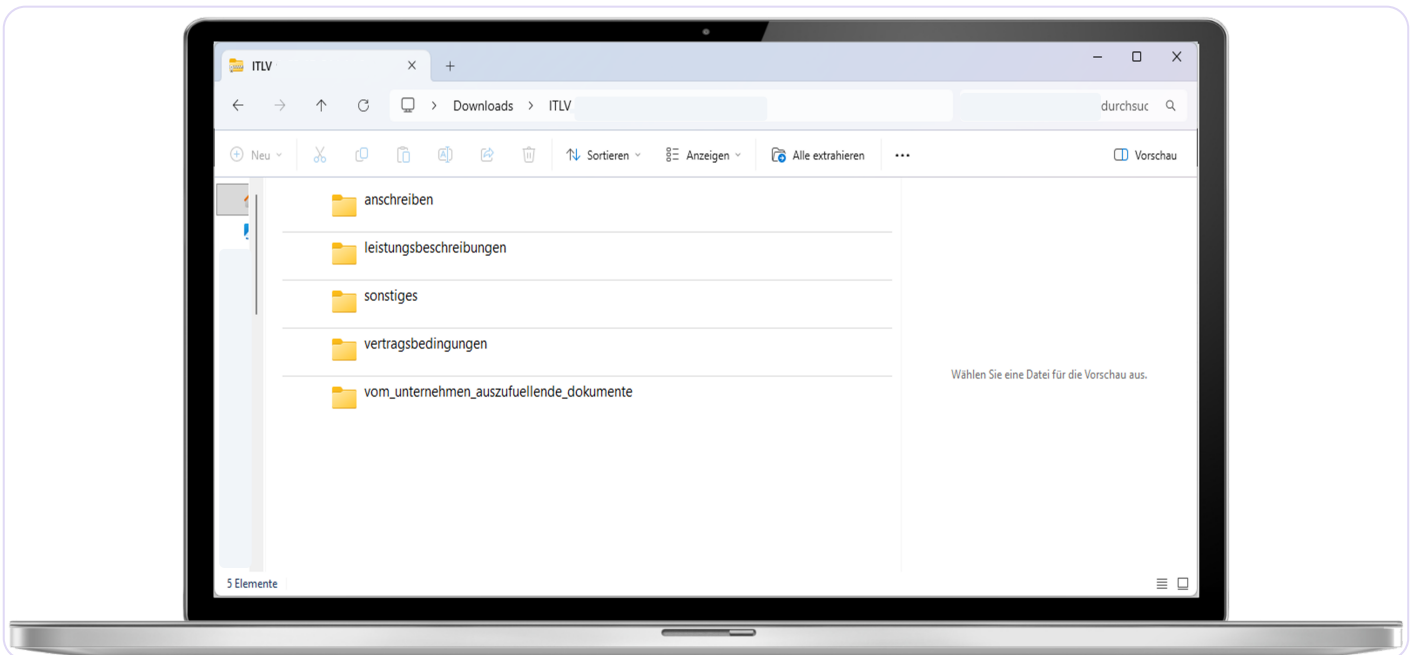 ITLV
Downloads > ITLV
durchsuc
Neu
Sortieren
Anzeigen
Alle extrahieren
Vorschau
anschreiben
leistungsbeschreibungen
sonstiges
vertragsbedingungen
vom_unternehmen_auszufuellende_dokumente
Wählen Sie eine Datei für die Vorschau aus.
5 Elemente